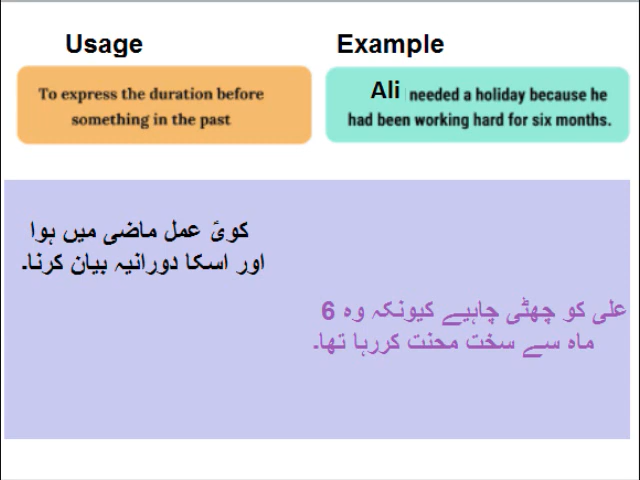 Usage
Example
To express the duration before
something in the past
Ali needed a holiday because he
had been working hard for six months.
کویٔ عمل ماضی میں ہوا
اور اسکا دورانیہ بیان کرنا۔
علی کو چھٹی چاہیے کیونکہ وہ 6
ماہ سے سخت محنت کررہا تھا۔